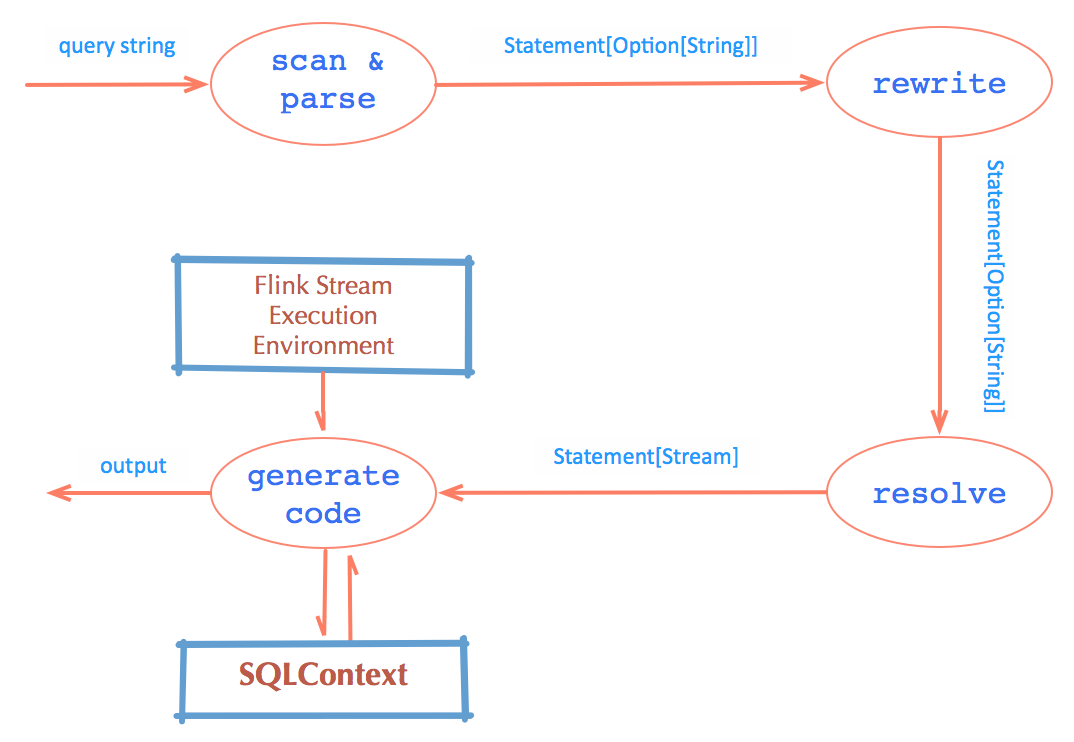 query string
scan &
parse
Statement[Option[String]]
rewrite
Statement[Option[String]]
Flink Stream
Execution
Environment
output
generate
code
Statement[Stream]
resolve
SQLContext